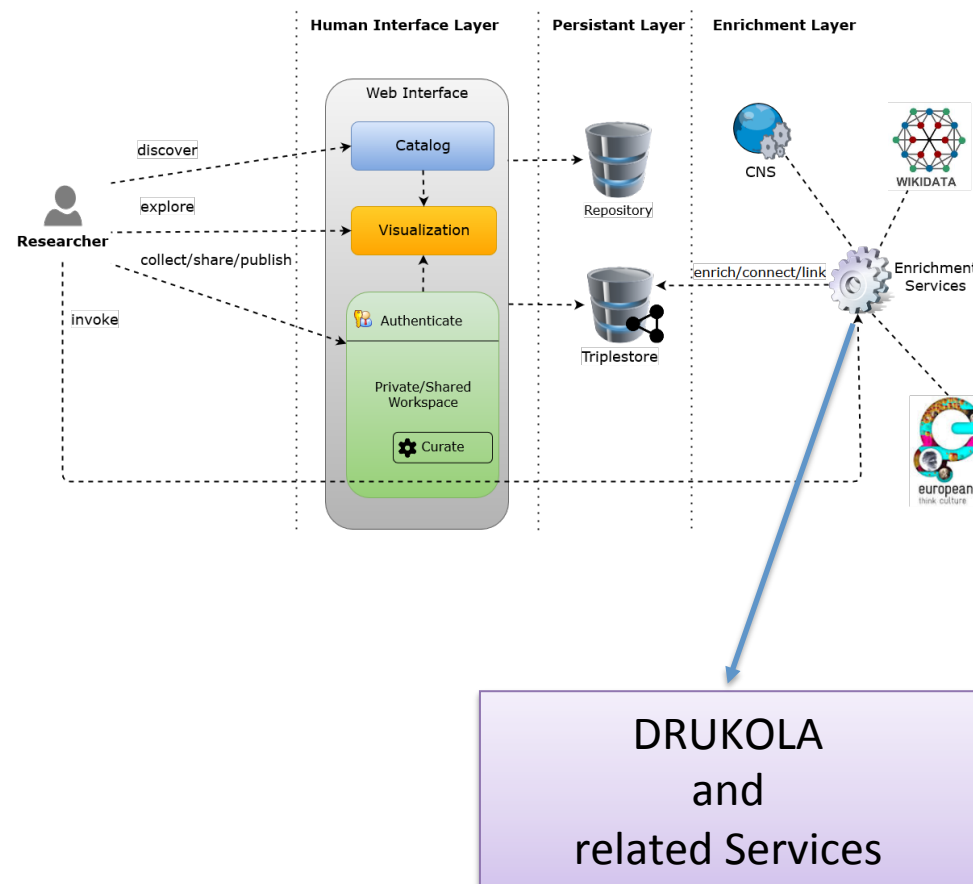 Human Interface Layer
Persistant Layer
Enrichment Layer
Web Interface
Catalog
discover
CNS
WIKIDATA
explore
Repository
Researcher
Visualization
collect/share/publish
enrich/connect/link
Enrichment
Services
invoke
Authenticate
Triplestore
Private/Shared
Workspace
Curate
european
think culture
DRUKOLA
and
related Services